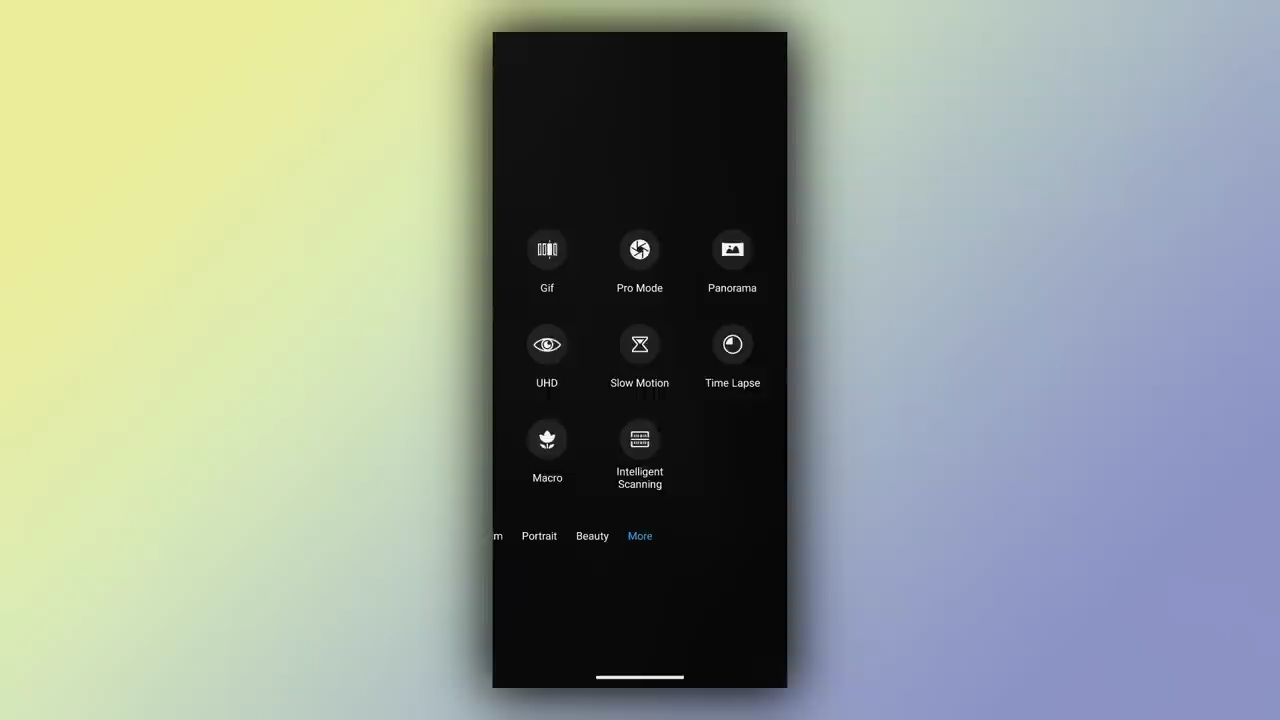 Gif
Pro Mode
Panorama
UHD
Slow Motion
Time Lapse
Macro
Intelligent
Scanning
m Portrait Beauty More